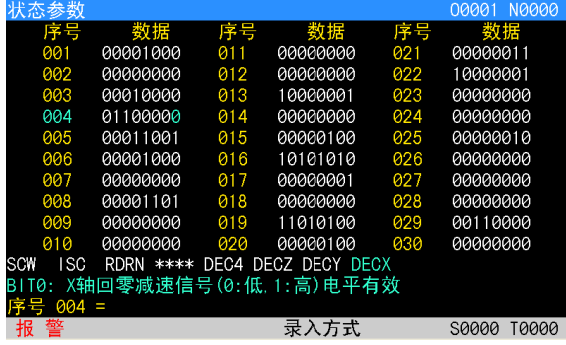 状态参数 O0001 N0000
序号 数据 序号 数据 序号 数据
001 00001000 011 00000000 021 00000011
002 00000000 012 00000000 022 10000001
003 00010000 013 10000001 023 00000000
004 01100000 014 00000000 024 00000000
005 00011001 015 00000100 025 00000010
006 00001000 016 10101010 026 00000000
007 00000000 017 00000001 027 00000000
008 00001101 018 00000000 028 00000000
009 00000000 019 11010100 029 00110000
010 00000000 020 00000100 030 00000000
SCW ISC RDRN **** DEC4 DECZ DECY DECX
BIT0: X轴回零减速信号(0:低,1:高)电平有效
序号 004 =
报 警 录入方式 S0000 T0000